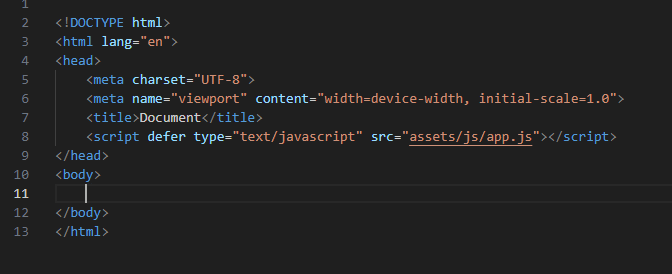 1
2 <!DOCTYPE html>
3 <html lang="en">
4 <head>
5     <meta charset="UTF-8">
6     <meta name="viewport" content="width=device-width, initial-scale=1.0">
7     <title>Document</title>
8     <script defer type="text/javascript" src="assets/js/app.js"></script>
9 </head>
10 <body>
11
12 </body>
13 </html>